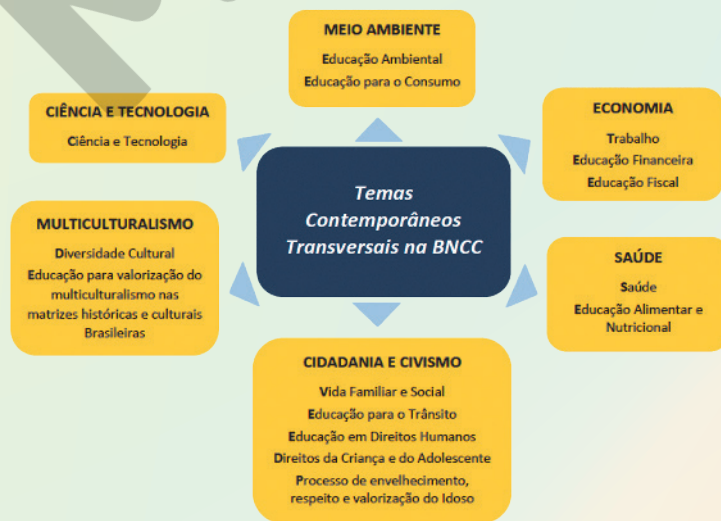 MEIO AMBIENTE
Educação Ambiental
Educação para o Consumo
CIÊNCIA E TECNOLOGIA
Ciência e Tecnologia
ECONOMIA
Trabalho
Educação Financeira
Educação Fiscal
Temas
Contemporâneos
Transversais na BNCC
MULTICULTURALISMO
Diversidade Cultural
Educação para valorização do
multiculturalismo nas
matrizes históricas e culturais
Brasileiras
SAÚDE
Saúde
Educação Alimentar e
Nutricional
CIDADANIA E CIVISMO
Vida Familiar e Social
Educação para o Trânsito
Educação em Direitos Humanos
Direitos da Criança e do Adolescente
Processo de envelhecimento,
respeito e valorização do Idoso